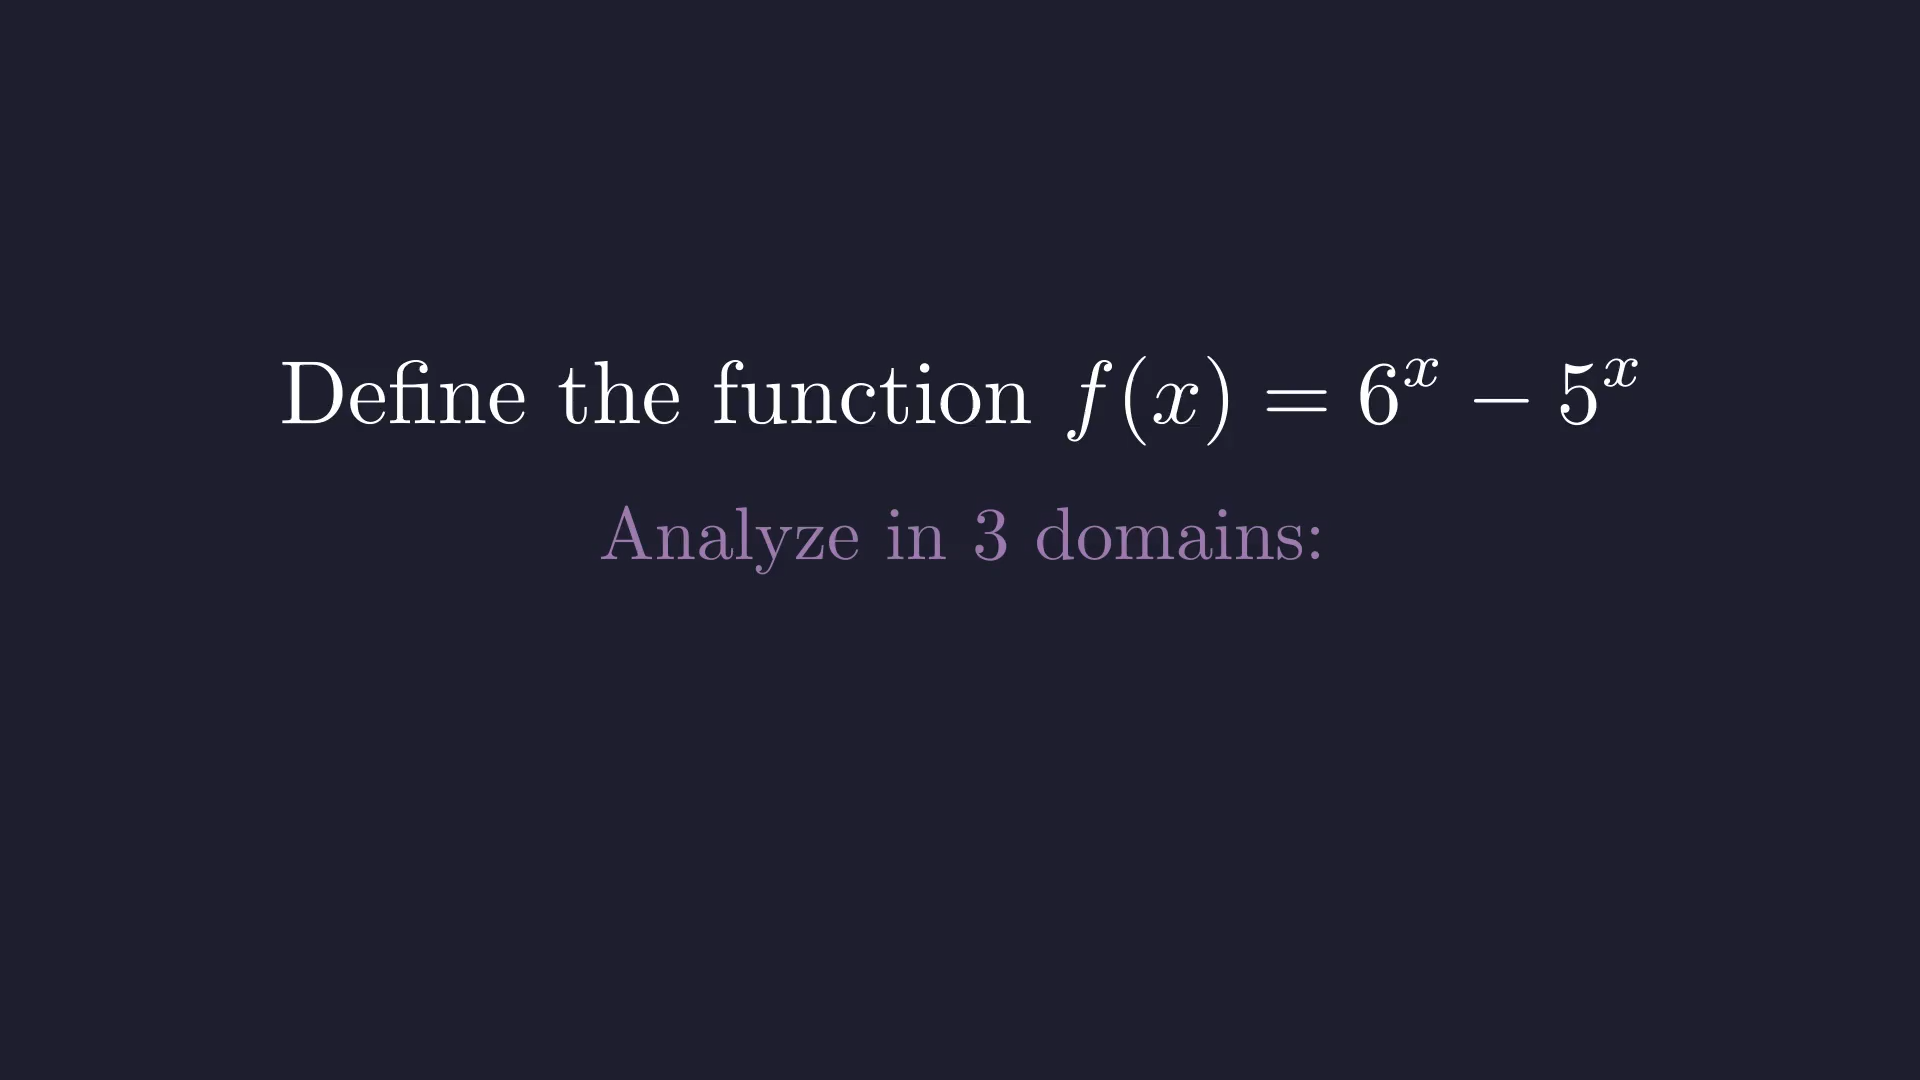 Define the function f(x) = 6^x − 5^x
Analyze in 3 domains: